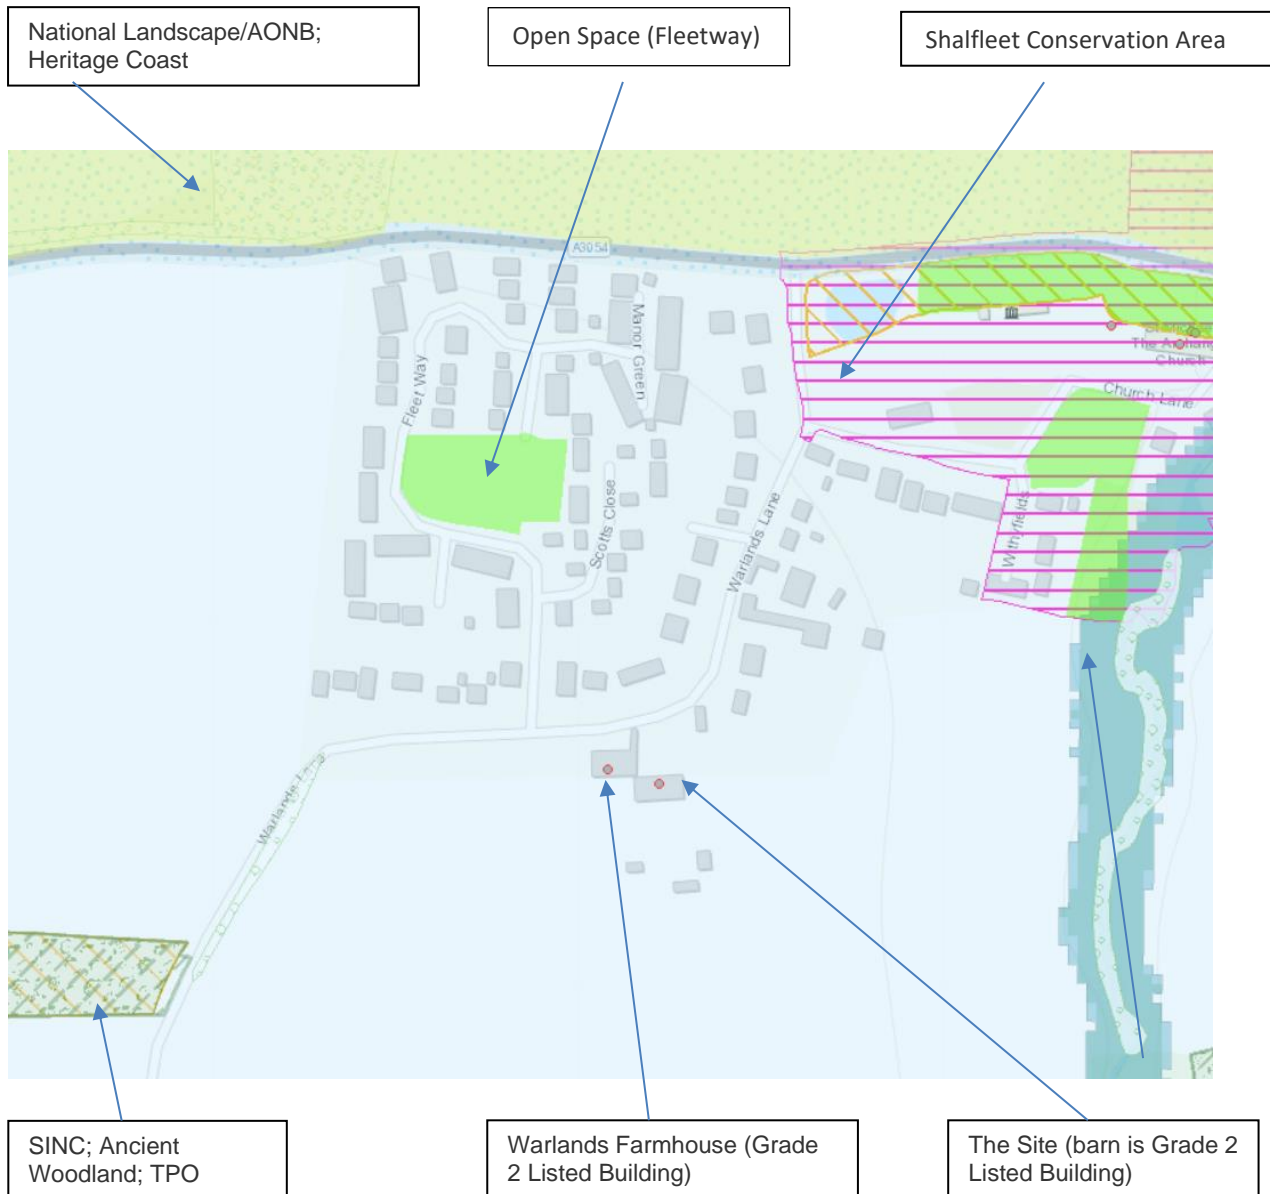 National Landscape/AONB;
Heritage Coast
Open Space (Fleetway)
Shalfleet Conservation Area
A3054
Manor Green
Fleet Way
The
Church
Church Lane
Scotts Close
Warlands Lane
Withyfields
Warlands Lane
SINC; Ancient
Woodland; TPO
Warlands Farmhouse (Grade
2 Listed Building)
The Site (barn is Grade 2
Listed Building)